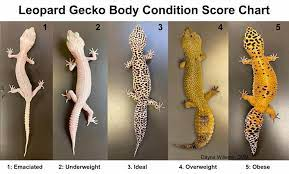 Leopard Gecko Body Condition Score Chart
1 2 3 4 5
1: Emaciated 2: Underweight 3: Ideal 4: Overweight 5: Obese